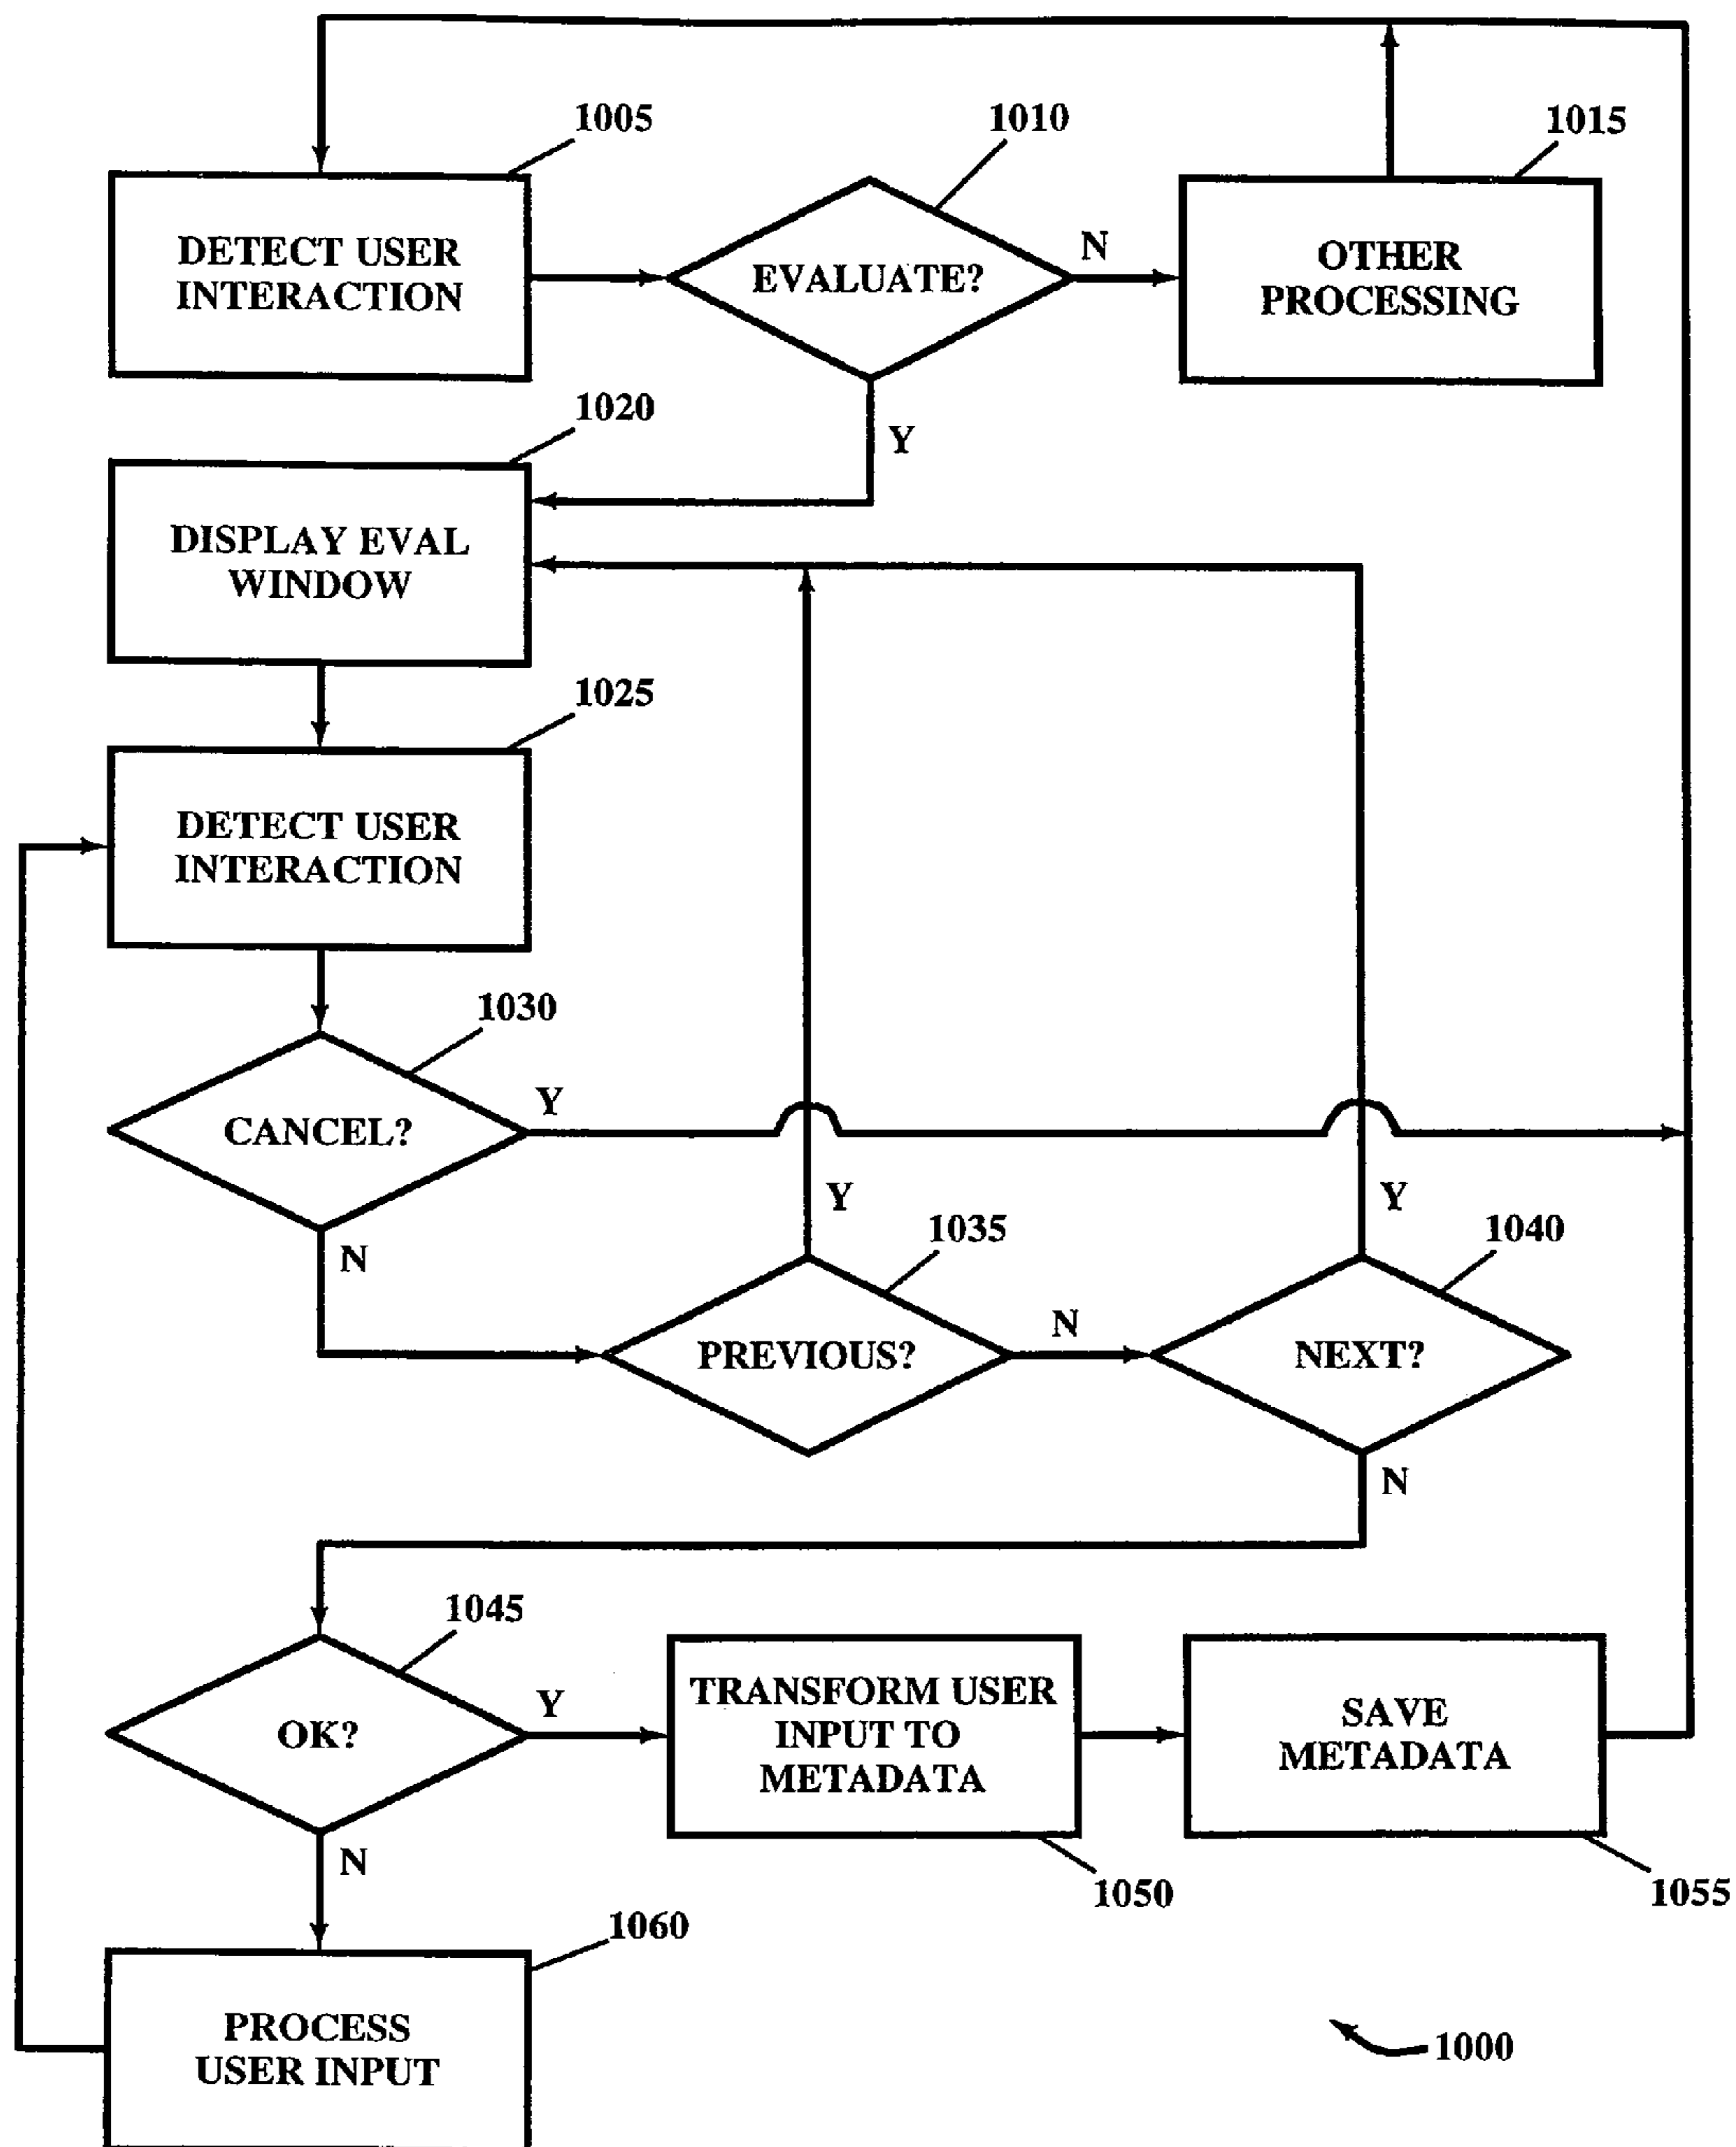 1005
1010
1015
DETECT USER
INTERACTION
EVALUATE?
N
OTHER
PROCESSING
Y
1020
DISPLAY EVAL
WINDOW
1025
DETECT USER
INTERACTION
1030
CANCEL?
Y
N
Y
1035
PREVIOUS?
N
Y
1040
NEXT?
N
1045
OK?
Y
TRANSFORM USER
INPUT TO
METADATA
1050
SAVE
METADATA
1055
N
1060
PROCESS
USER INPUT
1000